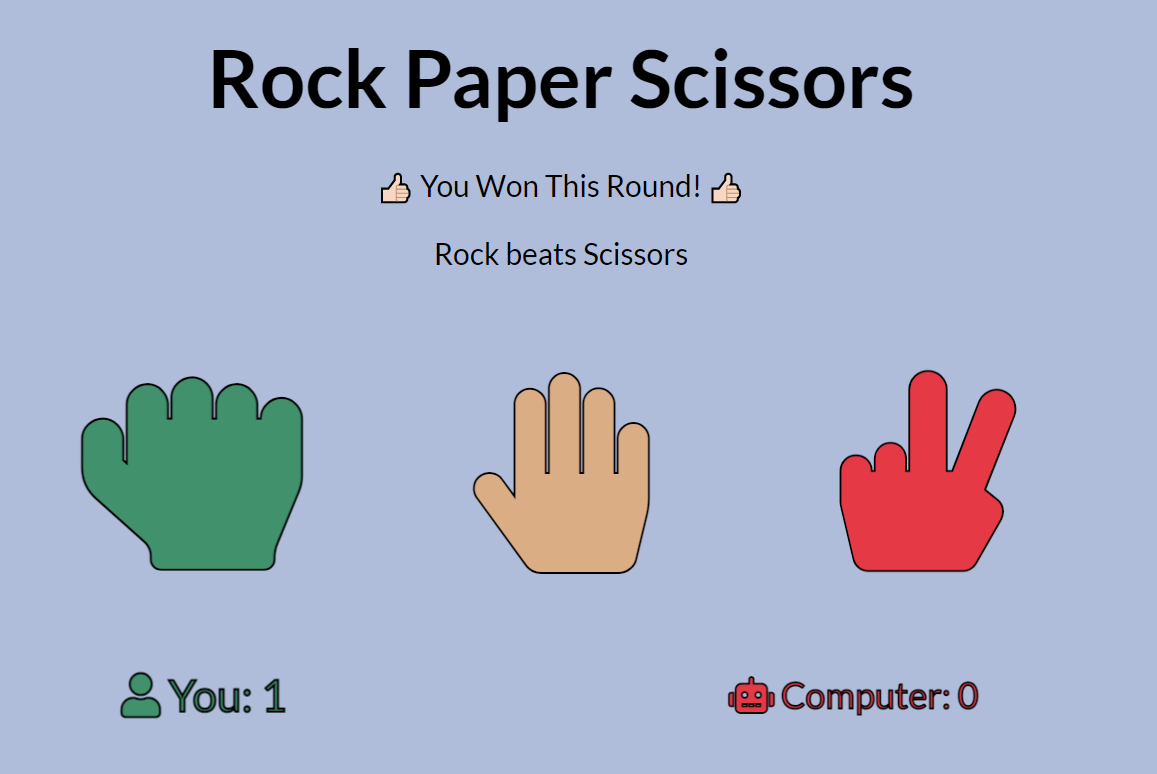 Rock Paper Scissors
👍🏻 You Won This Round! 👍🏻
Rock beats Scissors
You: 1
Computer: 0